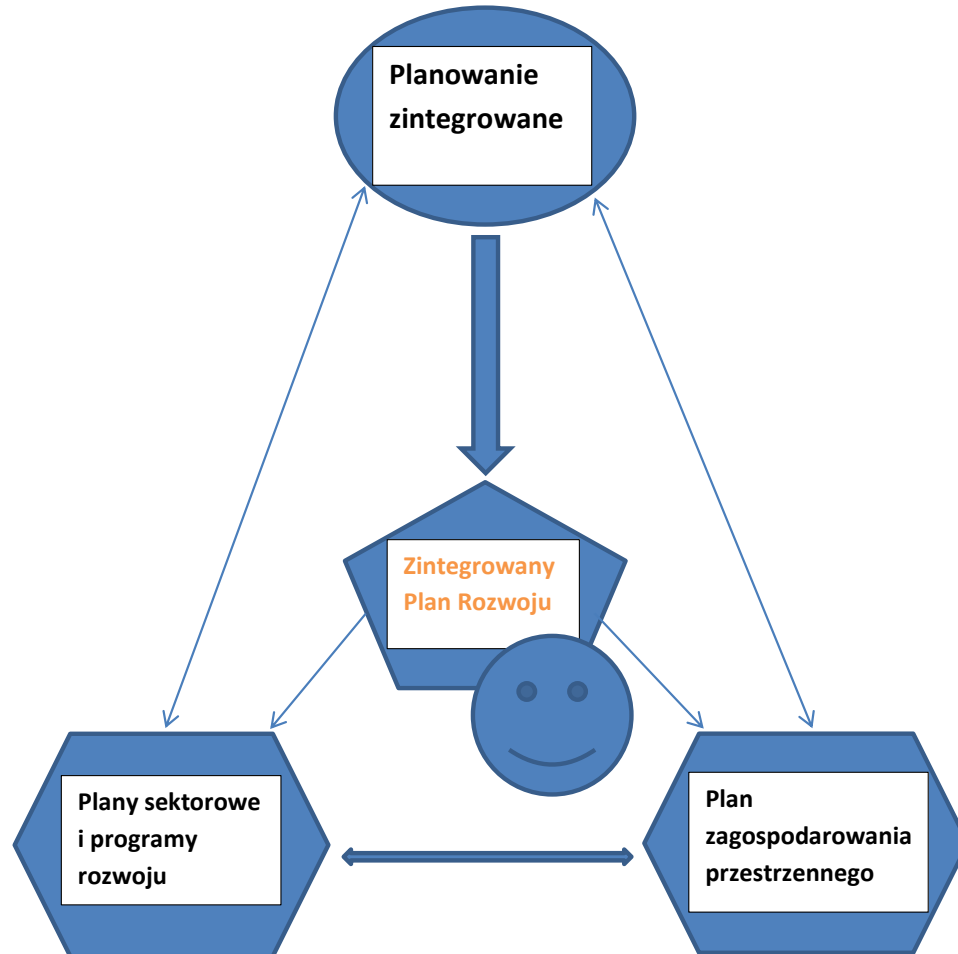 Planowanie
zintegrowane
Zintegrowany
Plan Rozwoju
Plany sektorowe
i programy
rozwoju
Plan
zagospodarowania
przestrzennego